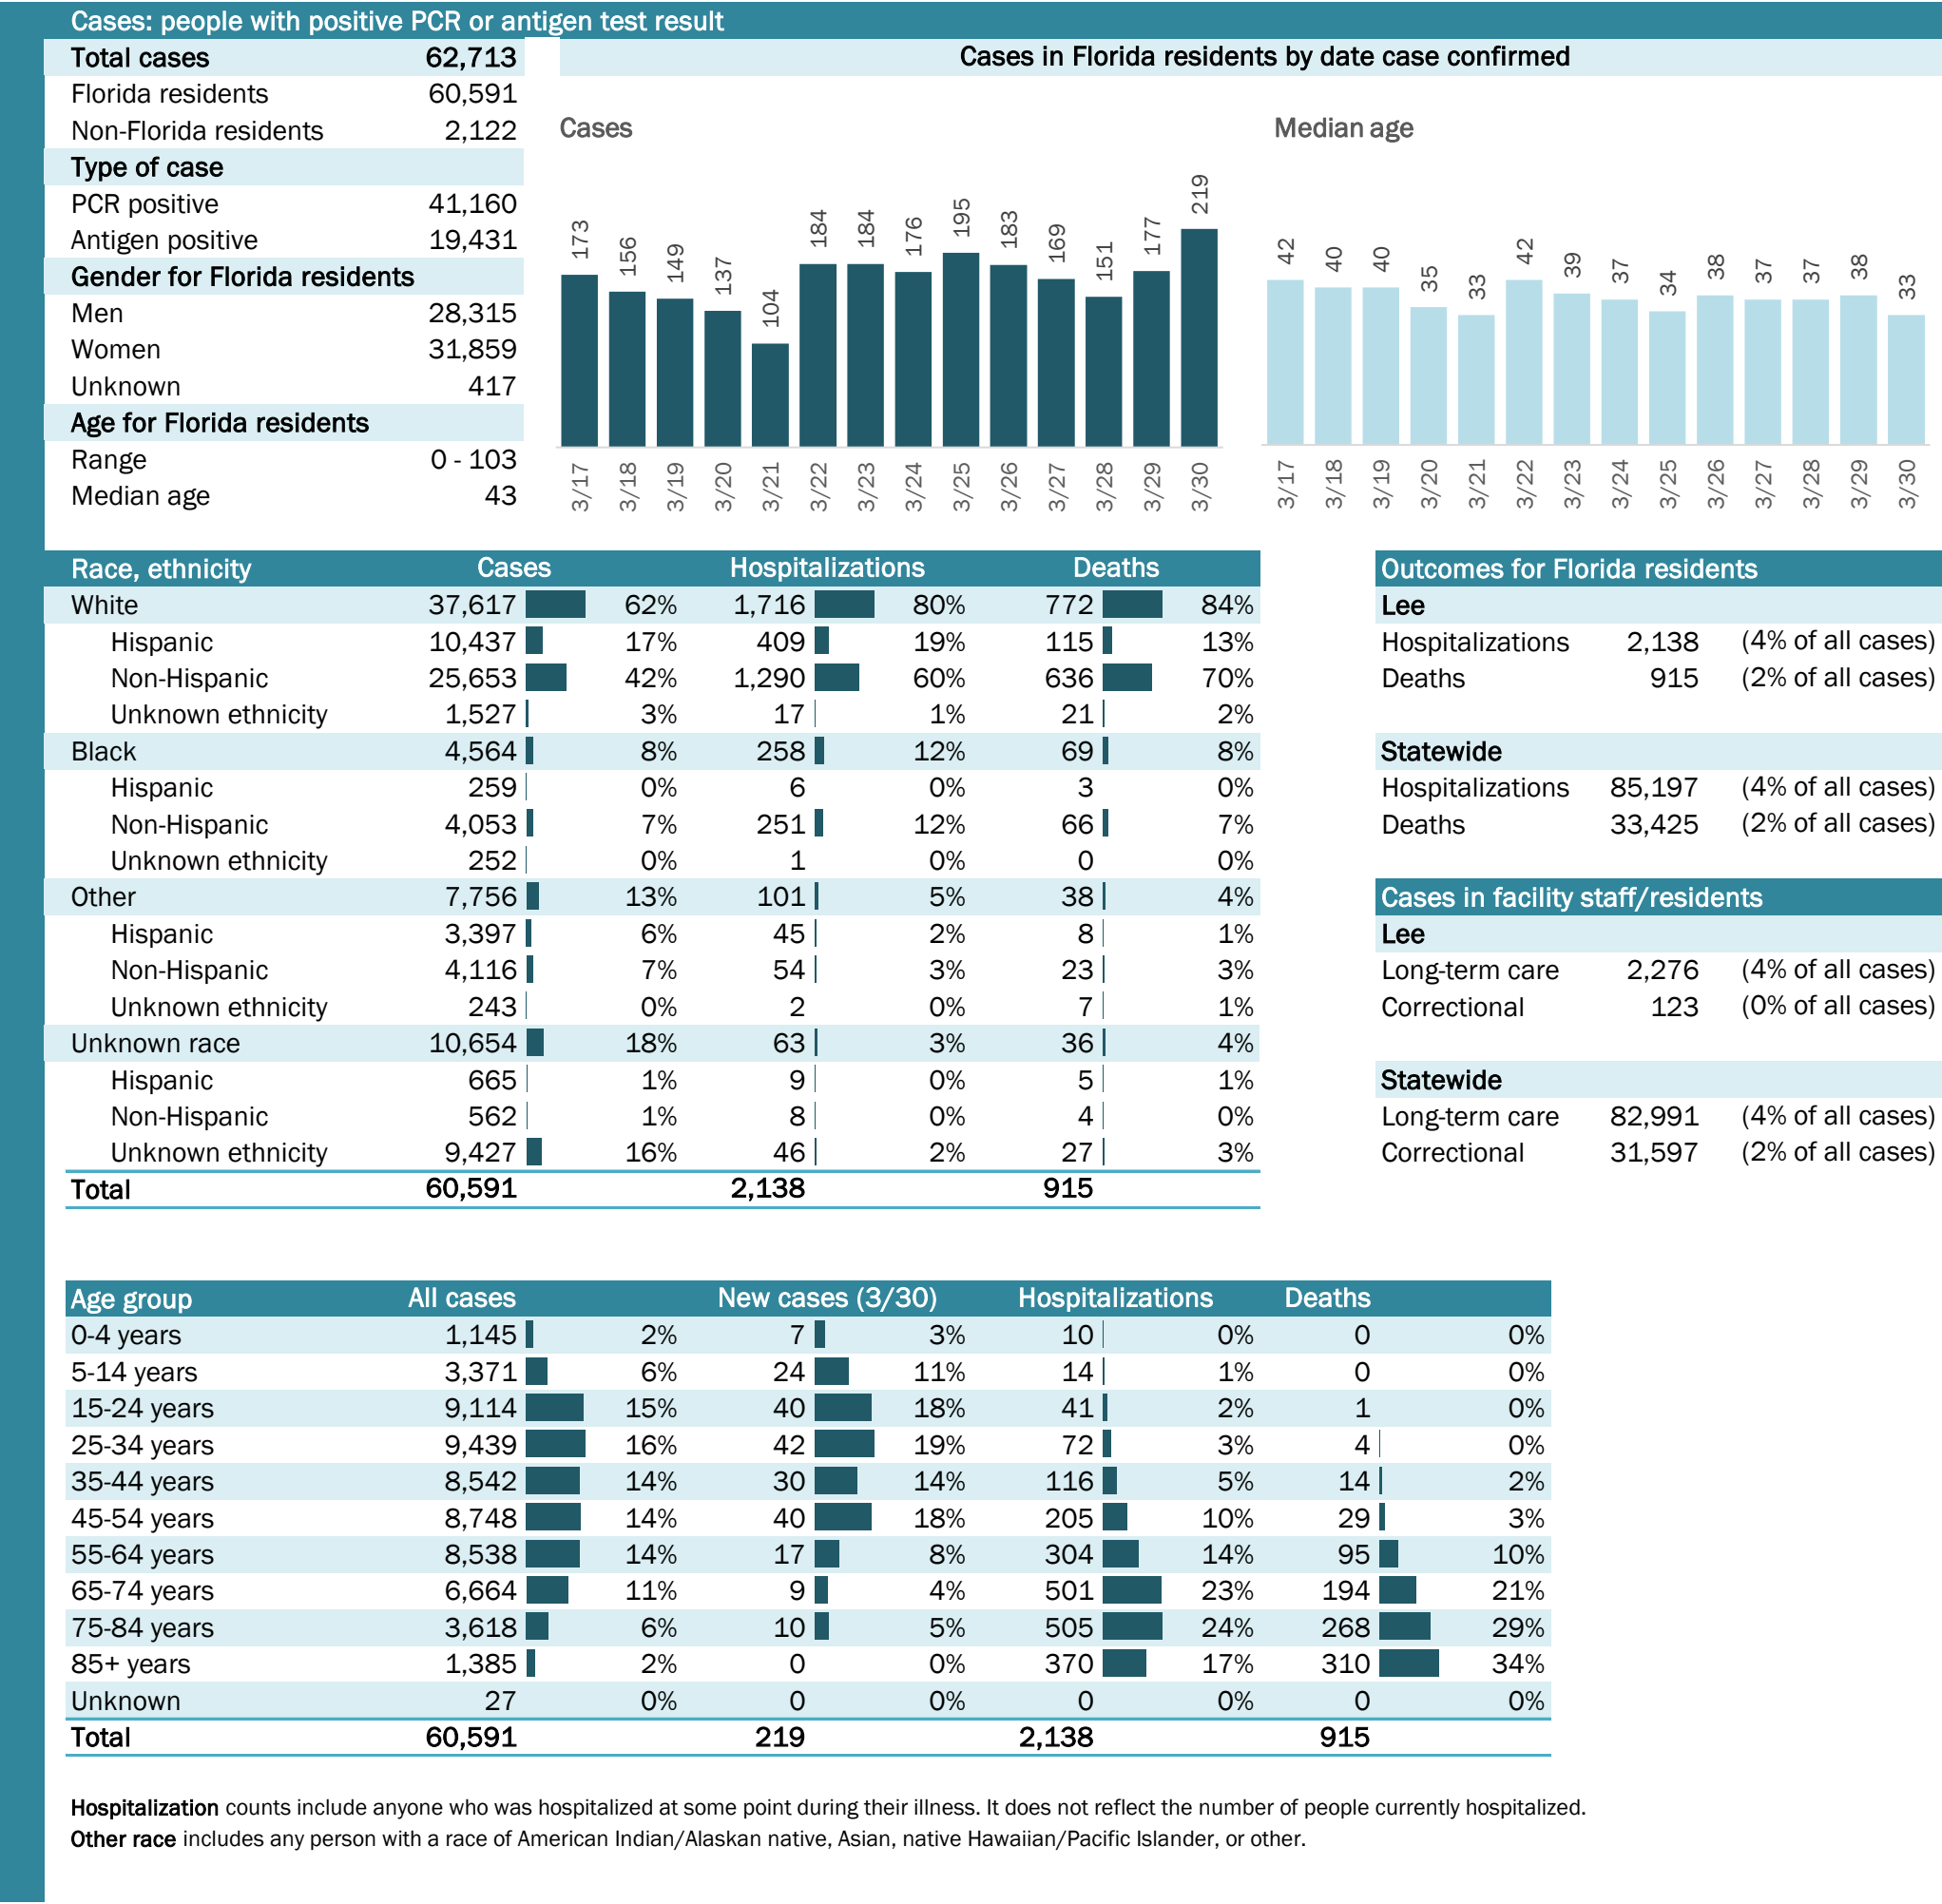 Cases: people with positive PCR or antigen test result
Total cases 62,713
Florida residents 60,591
Non-Florida residents 2,122
Type of case
PCR positive 41,160
Antigen positive 19,431
Gender for Florida residents
Men 28,315
Women 31,859
Unknown 417
Age for Florida residents
Range 0 - 103
Median age 43
Cases in Florida residents by date case confirmed
Cases
173 156 149 137 104 184 184 176 195 183 169 151 177 219
3/17 3/18 3/19 3/20 3/21 3/22 3/23 3/24 3/25 3/26 3/27 3/28 3/29 3/30
Median age
42 40 40 35 33 42 39 37 34 38 37 37 38 33
3/17 3/18 3/19 3/20 3/21 3/22 3/23 3/24 3/25 3/26 3/27 3/28 3/29 3/30
Race, ethnicity Cases Hospitalizations Deaths
White 37,617 62% 1,716 80% 772 84%
Hispanic 10,437 17% 409 19% 115 13%
Non-Hispanic 25,653 42% 1,290 60% 636 70%
Unknown ethnicity 1,527 3% 17 1% 21 2%
Black 4,564 8% 258 12% 69 8%
Hispanic 259 0% 6 0% 3 0%
Non-Hispanic 4,053 7% 251 12% 66 7%
Unknown ethnicity 252 0% 1 0% 0 0%
Other 7,756 13% 101 5% 38 4%
Hispanic 3,397 6% 45 2% 8 1%
Non-Hispanic 4,116 7% 54 3% 23 3%
Unknown ethnicity 243 0% 2 0% 7 1%
Unknown race 10,654 18% 63 3% 36 4%
Hispanic 665 1% 9 0% 5 1%
Non-Hispanic 562 1% 8 0% 4 0%
Unknown ethnicity 9,427 16% 46 2% 27 3%
Total 60,591 2,138 915
Outcomes for Florida residents
Lee
Hospitalizations 2,138 (4% of all cases)
Deaths 915 (2% of all cases)
Statewide
Hospitalizations 85,197 (4% of all cases)
Deaths 33,425 (2% of all cases)
Cases in facility staff/residents
Lee
Long-term care 2,276 (4% of all cases)
Correctional 123 (0% of all cases)
Statewide
Long-term care 82,991 (4% of all cases)
Correctional 31,597 (2% of all cases)
Age group All cases New cases (3/30) Hospitalizations Deaths
0-4 years 1,145 2% 7 3% 10 0% 0 0%
5-14 years 3,371 6% 24 11% 14 1% 0 0%
15-24 years 9,114 15% 40 18% 41 2% 1 0%
25-34 years 9,439 16% 42 19% 72 3% 4 0%
35-44 years 8,542 14% 30 14% 116 5% 14 2%
45-54 years 8,748 14% 40 18% 205 10% 29 3%
55-64 years 8,538 14% 17 8% 304 14% 95 10%
65-74 years 6,664 11% 9 4% 501 23% 194 21%
75-84 years 3,618 6% 10 5% 505 24% 268 29%
85+ years 1,385 2% 0 0% 370 17% 310 34%
Unknown 27 0% 0 0% 0 0% 0 0%
Total 60,591 219 2,138 915
Hospitalization counts include anyone who was hospitalized at some point during their illness. It does not reflect the number of people currently hospitalized.
Other race includes any person with a race of American Indian/Alaskan native, Asian, native Hawaiian/Pacific Islander, or other.